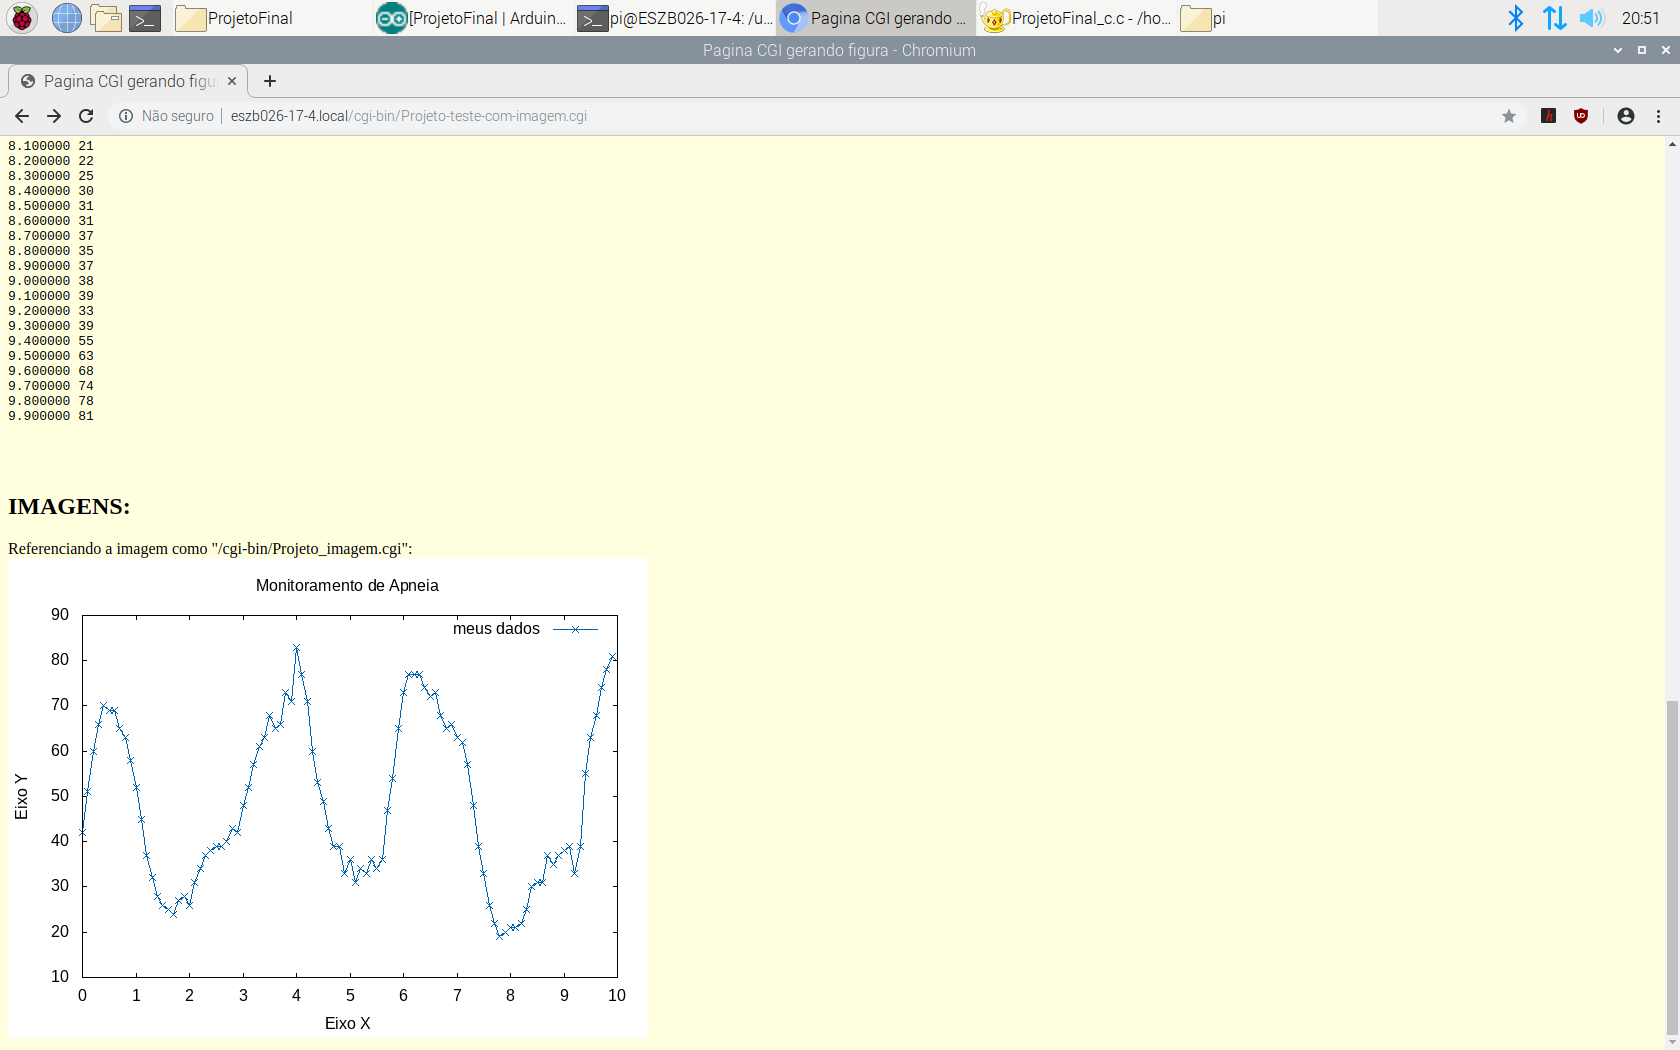 ProjetoFinal
[ProjetoFinal | Arduin...
pi@ESZB026-17-4: /u...
Pagina CGI gerando ...
ProjetoFinal_c.c - /ho...
pi
20:51
Pagina CGI gerando figura - Chromium
Pagina CGI gerando figu
Não seguro
eszb026-17-4.local/cgi-bin/Projeto-teste-com-imagem.cgi
8.100000 21
8.200000 22
8.300000 25
8.400000 30
8.500000 31
8.600000 31
8.700000 37
8.800000 35
8.900000 37
9.000000 38
9.100000 39
9.200000 33
9.300000 39
9.400000 55
9.500000 63
9.600000 68
9.700000 74
9.800000 78
9.900000 81
IMAGENS:
Referenciando a imagem como "/cgi-bin/Projeto_imagem.cgi":
Monitoramento de Apneia
meus dados
90
80
70
60
50
40
30
20
10
Eixo Y
0 1 2 3 4 5 6 7 8 9 10
Eixo X